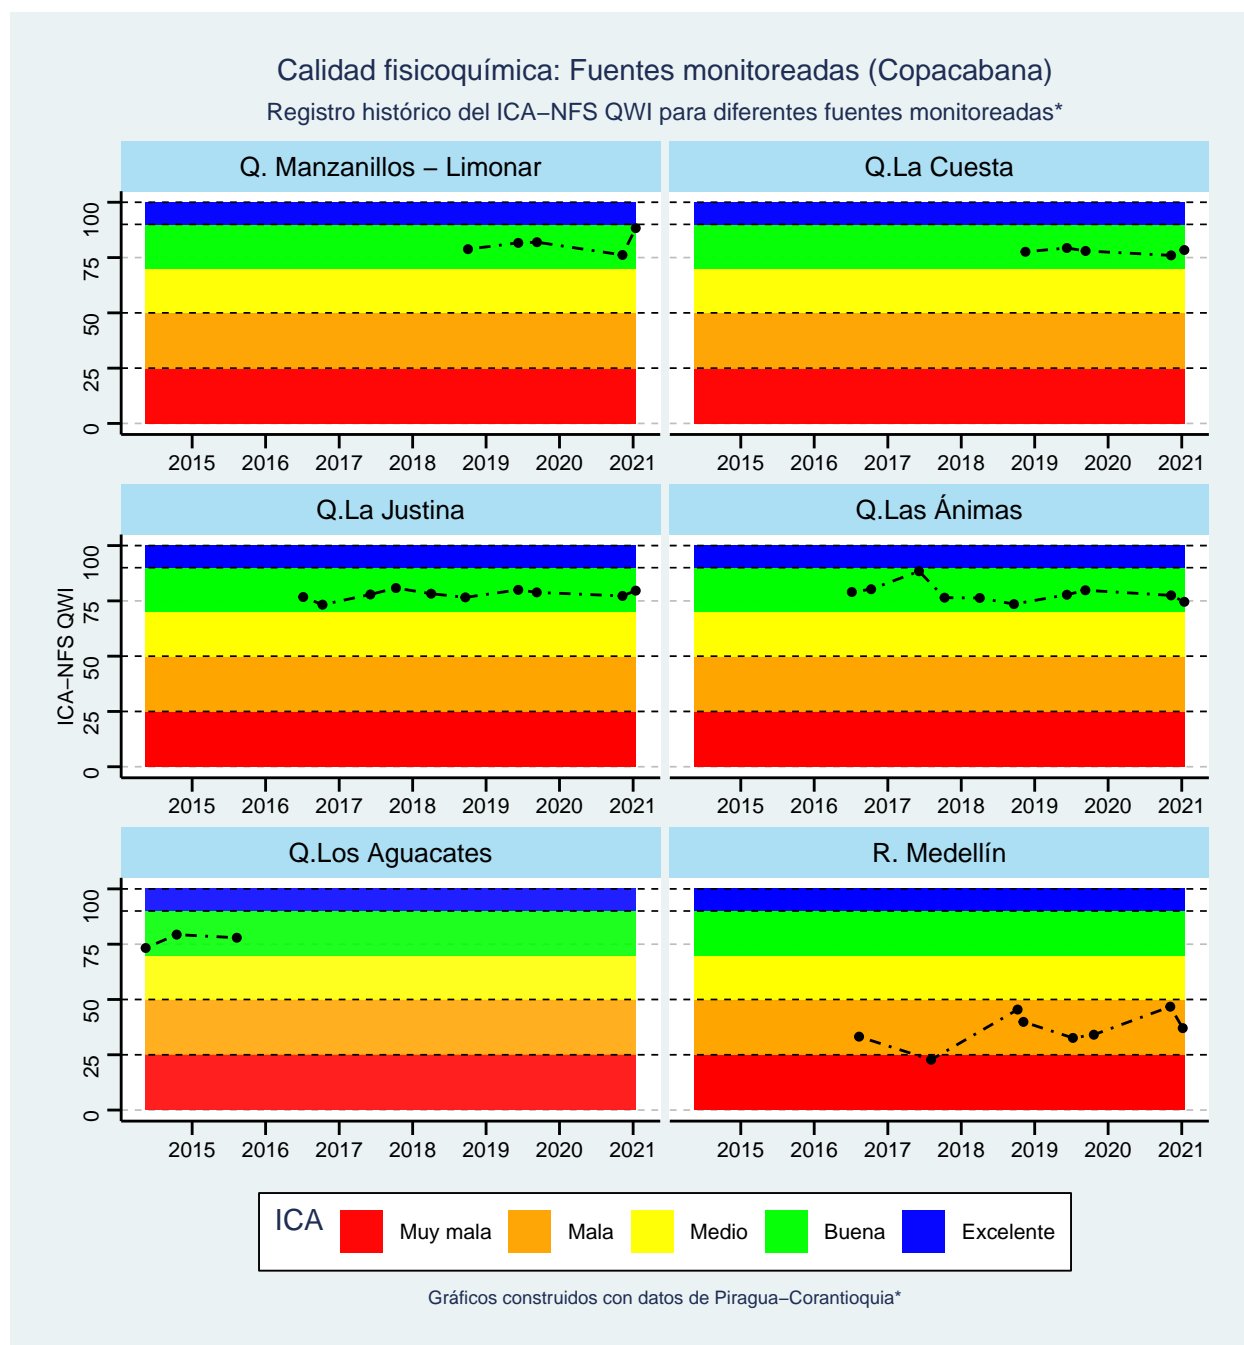 Calidad fisicoquímica: Fuentes monitoreadas (Copacabana)
Registro histórico del ICA−NFS QWI para diferentes fuentes monitoreadas*
Q. Manzanillos − Limonar
Q.La Cuesta
100
75
50
25
0
2015 2016 2017 2018 2019 2020 2021
2015 2016 2017 2018 2019 2020 2021
Q.La Justina
Q.Las Ánimas
ICA−NFS QWI
100
75
50
25
0
2015 2016 2017 2018 2019 2020 2021
2015 2016 2017 2018 2019 2020 2021
Q.Los Aguacates
R. Medellín
100
75
50
25
0
2015 2016 2017 2018 2019 2020 2021
2015 2016 2017 2018 2019 2020 2021
ICA Muy mala Mala Medio Buena Excelente
Gráficos construidos con datos de Piragua−Corantioquia*